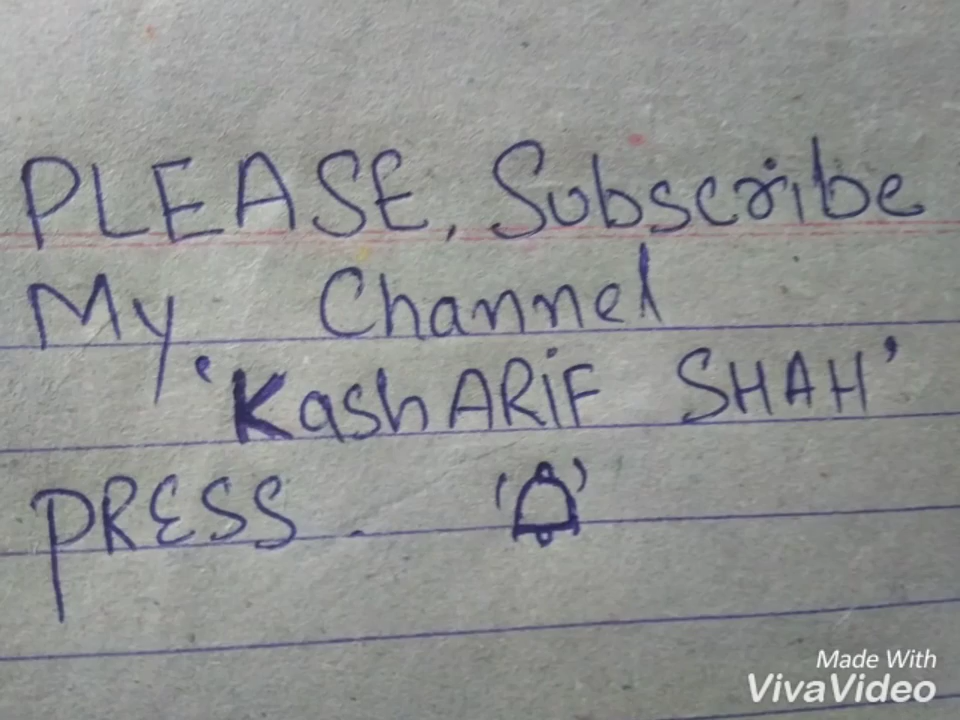 PLEASE, Subscribe
My Channel
'KashARiF SHAH'
PRESS. 🔔
Made With
VivaVideo